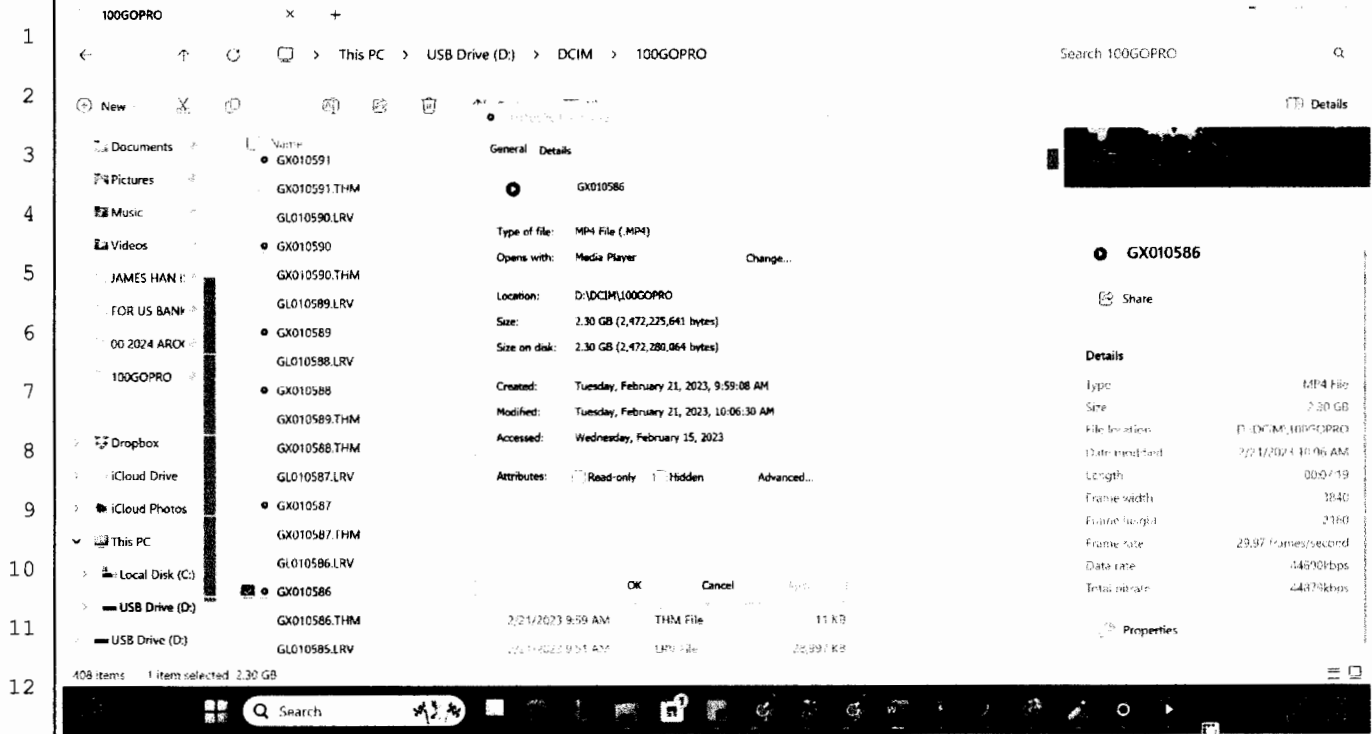 100GOPRO × +
1
← ↑ > This PC > USB Drive (D:) > DCIM > 100GOPRO Search 100GOPRO
2
New Details
3
Documents
Pictures
4
Music
Videos
5
JAMES HAN
FOR US BANK
6
00 2024
100GOPRO
7
8
Dropbox
iCloud Drive
9
iCloud Photos
This PC
10
Local Disk (C:)
USB Drive (D:)
11
USB Drive (D:)
12
Name
GX010591
GX010591.THM
GL010590.LRV
GX010590
GX010590.THM
GL010589.LRV
GX010589
GL010588.LRV
GX010588
GX010589.THM
GX010588.THM
GL010587.LRV
GX010587
GX010587.THM
GL010586.LRV
GX010586
GX010586.THM 2/21/2023 9:59 AM THM File 11 KB
GL010585.LRV 2/21/2023 9:51 AM LRV File 28,997 KB
General Details
GX010586
Type of file: MP4 File (.MP4)
Opens with: Media Player Change...
Location: D:\DCIM\100GOPRO
Size: 2.30 GB (2,472,225,641 bytes)
Size on disk: 2.30 GB (2,472,280,064 bytes)
Created: Tuesday, February 21, 2023, 9:59:08 AM
Modified: Tuesday, February 21, 2023, 10:06:30 AM
Accessed: Wednesday, February 15, 2023
Attributes: Read-only Hidden Advanced...
OK Cancel
GX010586
Share
Details
Type MP4 File
Size 2.30 GB
File location D:\DCIM\100GOPRO
Date modified 2/21/2023 10:06 AM
Length 00:07:19
Frame width 3840
Frame height 2160
Frame rate 29.97 frames/second
Data rate 44690kbps
Total bitrate 44879kbps
Properties
408 items 1 item selected 2.30 GB
Search